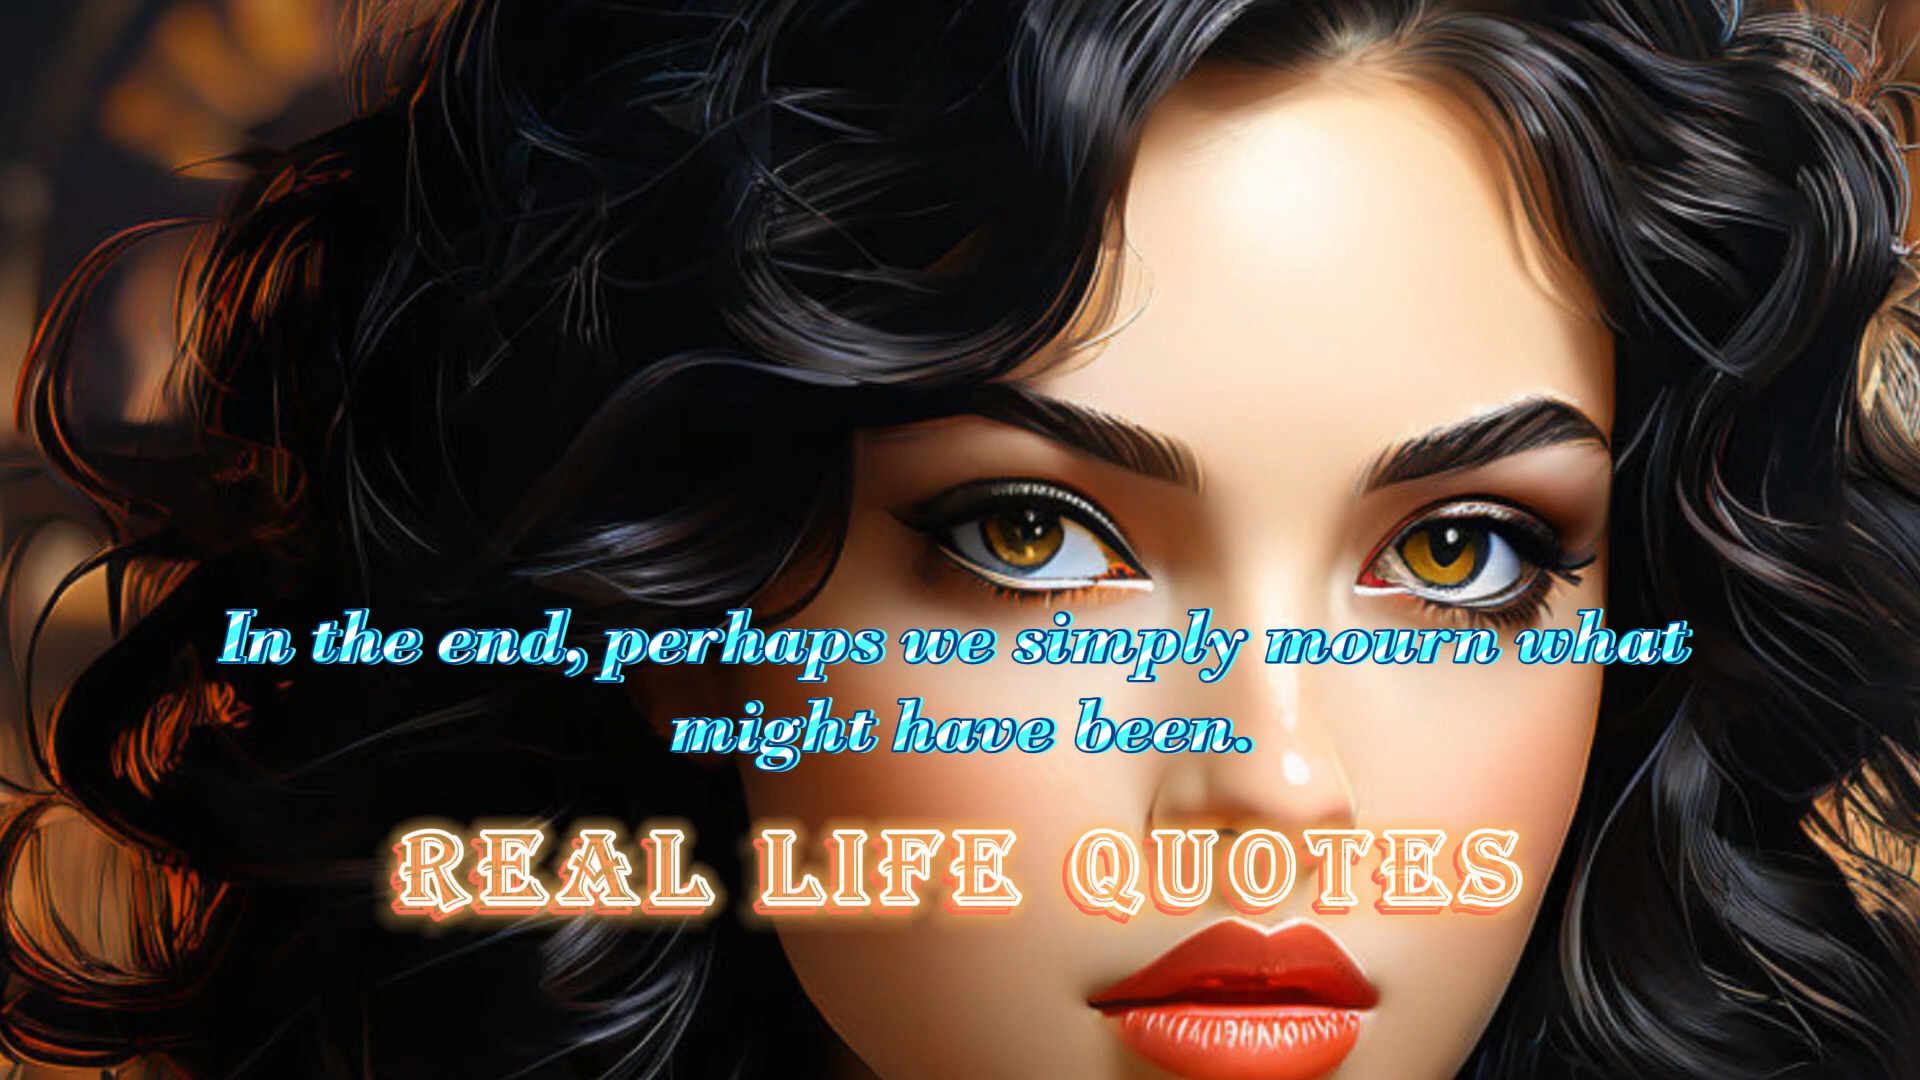 In the end, perhaps we simply mourn what
might have been.
REAL LIFE QUOTES